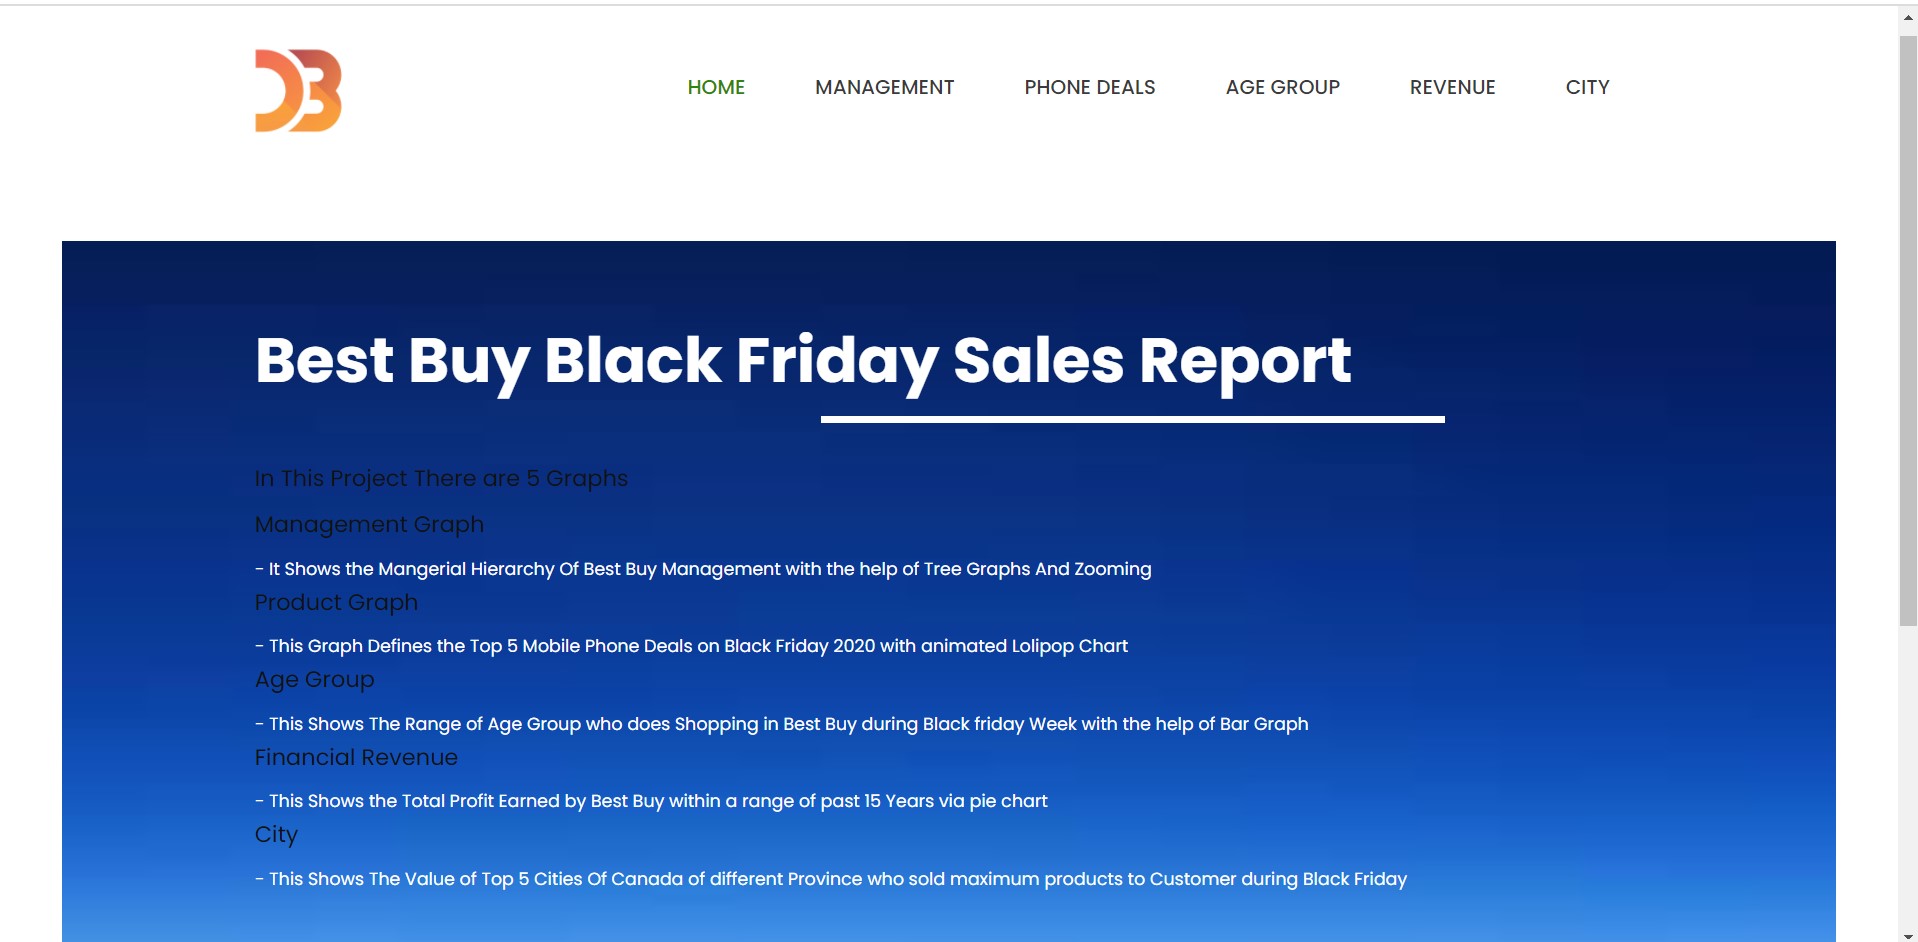 HOME MANAGEMENT PHONE DEALS AGE GROUP REVENUE CITY
Best Buy Black Friday Sales Report
In This Project There are 5 Graphs
Management Graph
- It Shows the Mangerial Hierarchy Of Best Buy Management with the help of Tree Graphs And Zooming
Product Graph
- This Graph Defines the Top 5 Mobile Phone Deals on Black Friday 2020 with animated Lolipop Chart
Age Group
- This Shows The Range of Age Group who does Shopping in Best Buy during Black friday Week with the help of Bar Graph
Financial Revenue
- This Shows the Total Profit Earned by Best Buy within a range of past 15 Years via pie chart
City
- This Shows The Value of Top 5 Cities Of Canada of different Province who sold maximum products to Customer during Black Friday